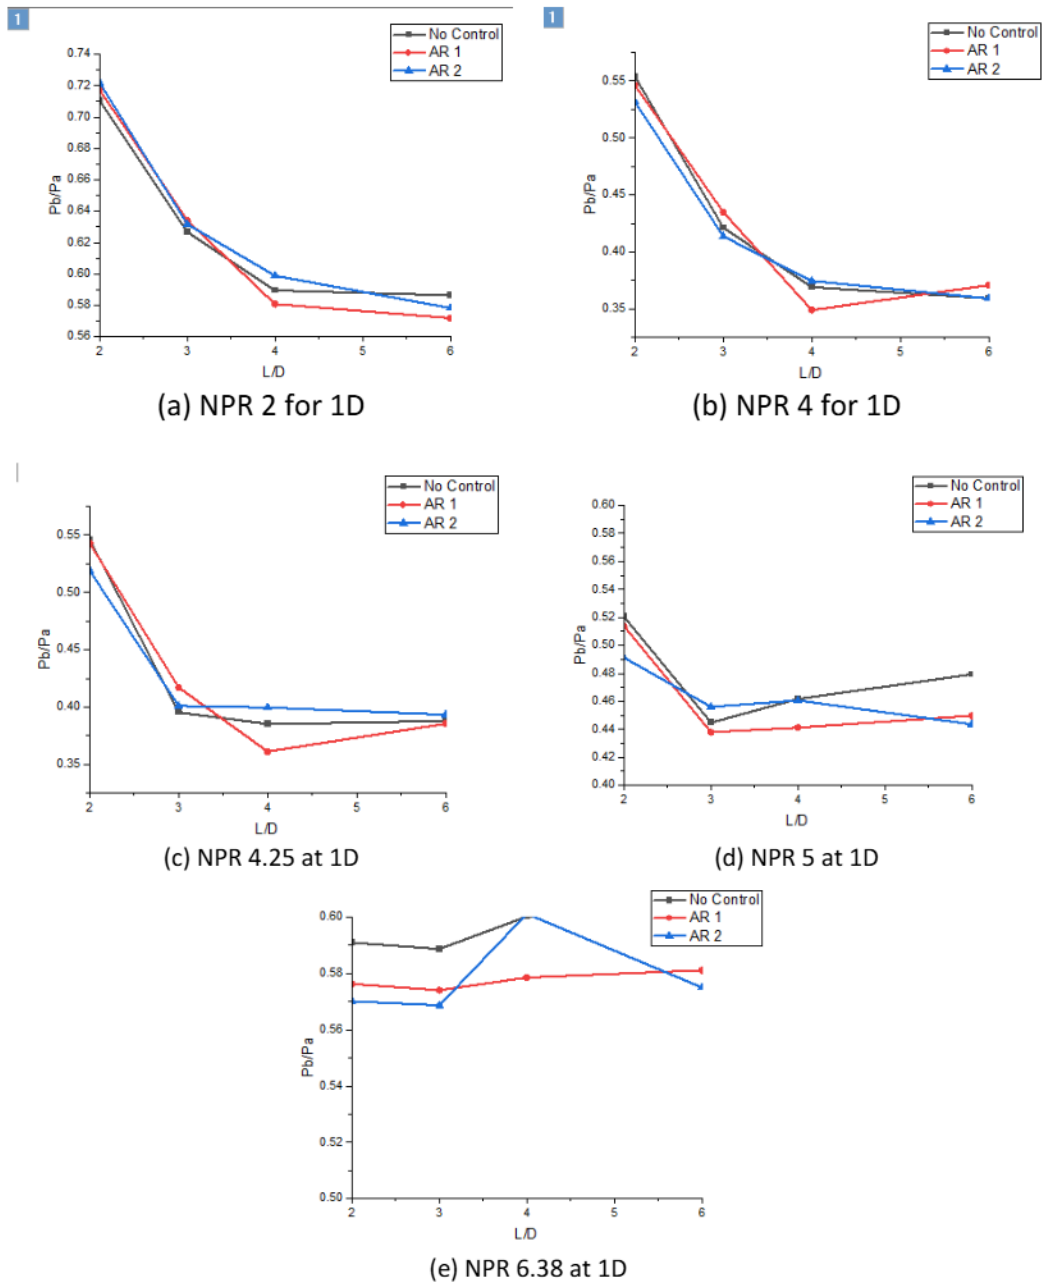 1
No Control
AR 1
AR 2
0.74
0.72
0.70
0.68
0.66
0.64
0.62
0.60
0.58
0.56
Pb/Pa
2 3 4 5 6
L/D
(a) NPR 2 for 1D
1
No Control
AR 1
AR 2
0.55
0.50
0.45
0.40
0.35
Pb/Pa
2 3 4 5 6
L/D
(b) NPR 4 for 1D
No Control
AR 1
AR 2
0.55
0.50
0.45
0.40
0.35
Pb/Pa
2 3 4 5 6
L/D
(c) NPR 4.25 at 1D
No Control
AR 1
AR 2
0.60
0.58
0.56
0.54
0.52
0.50
0.48
0.46
0.44
0.42
0.40
Pb/Pa
2 3 4 5 6
L/D
(d) NPR 5 at 1D
No Control
AR 1
AR 2
0.60
0.58
0.56
0.54
0.52
0.50
Pb/Pa
2 3 4 5 6
L/D
(e) NPR 6.38 at 1D